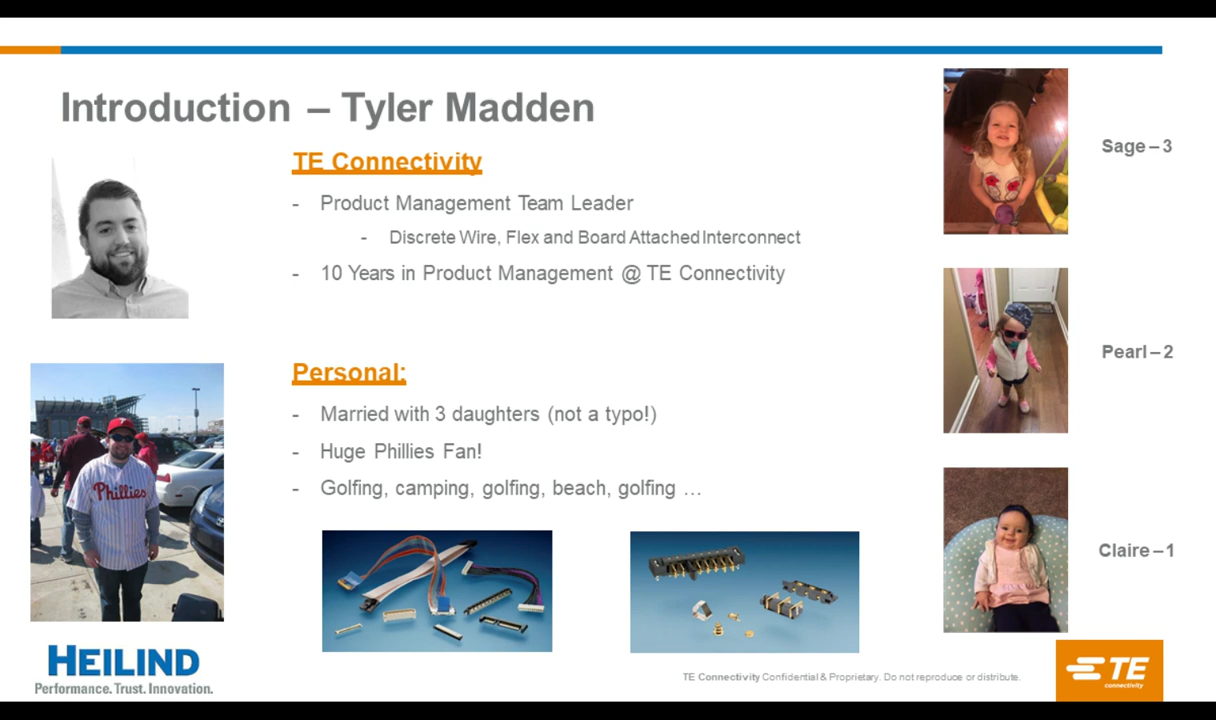 Introduction – Tyler Madden
TE Connectivity
- Product Management Team Leader
- Discrete Wire, Flex and Board Attached Interconnect
- 10 Years in Product Management @ TE Connectivity
Personal:
- Married with 3 daughters (not a typo!)
- Huge Phillies Fan!
- Golfing, camping, golfing, beach, golfing …
Sage – 3
Pearl – 2
Claire – 1
Phillies
HEILIND
Performance. Trust. Innovation.
TE Connectivity Confidential & Proprietary. Do not reproduce or distribute.
TE
connectivity